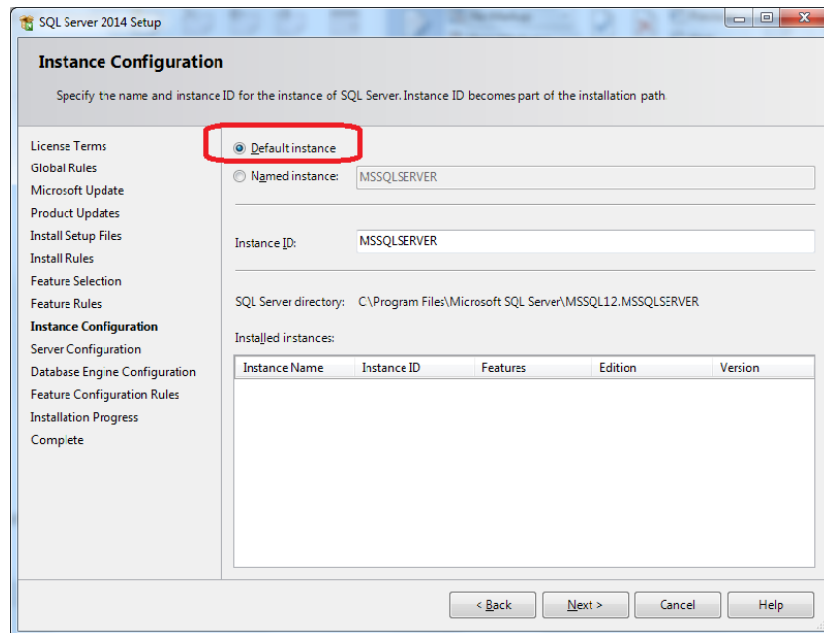 SQL Server 2014 Setup
Instance Configuration
Specify the name and instance ID for the instance of SQL Server. Instance ID becomes part of the installation path.
License Terms
Global Rules
Microsoft Update
Product Updates
Install Setup Files
Install Rules
Feature Selection
Feature Rules
Instance Configuration
Server Configuration
Database Engine Configuration
Feature Configuration Rules
Installation Progress
Complete
Default instance
Named instance: MSSQLSERVER
Instance ID: MSSQLSERVER
SQL Server directory: C:\Program Files\Microsoft SQL Server\MSSQL12.MSSQLSERVER
Installed instances:
Instance Name Instance ID Features Edition Version
< Back Next > Cancel Help